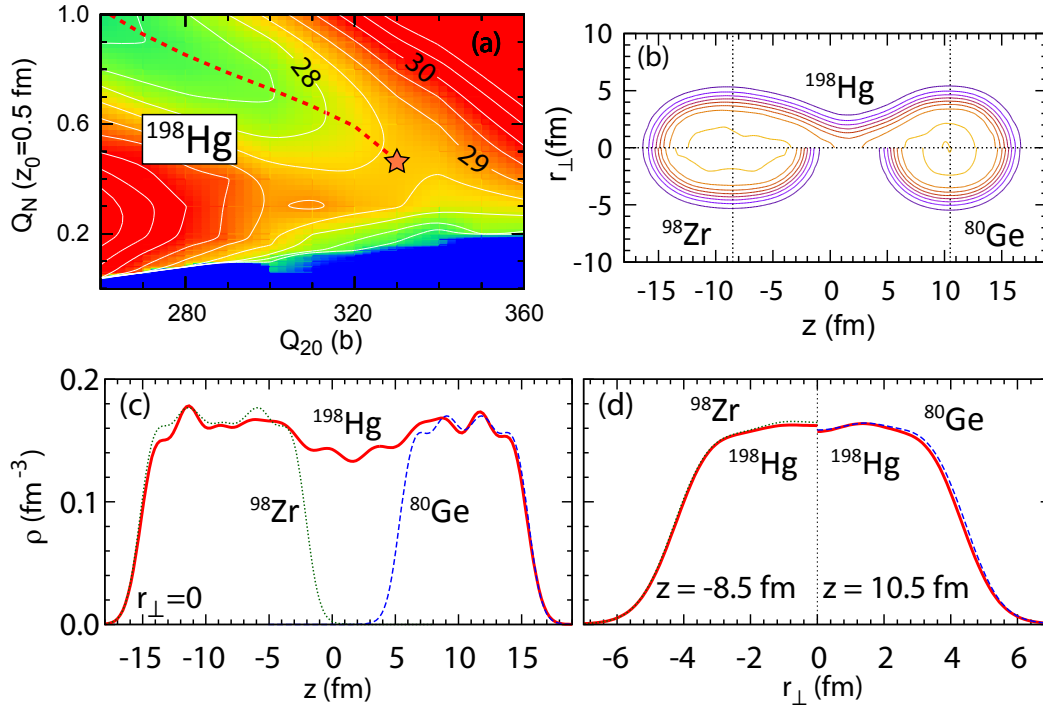 (a)
1.0
0.6
0.2
Q_N (z_0=0.5 fm)
28
30
29
^198Hg
280
320
360
Q_20 (b)
(b)
10
5
0
-5
-10
r_⊥(fm)
^198Hg
^98Zr
^80Ge
-15
-10
-5
0
5
10
15
z (fm)
(c)
0.2
0.1
0.0
ρ (fm^-3)
^198Hg
^98Zr
^80Ge
r_⊥=0
-15
-10
-5
0
5
10
15
z (fm)
(d)
^98Zr
^80Ge
^198Hg
^198Hg
z = -8.5 fm
z = 10.5 fm
-6
-4
-2
0
2
4
6
r_⊥ (fm)